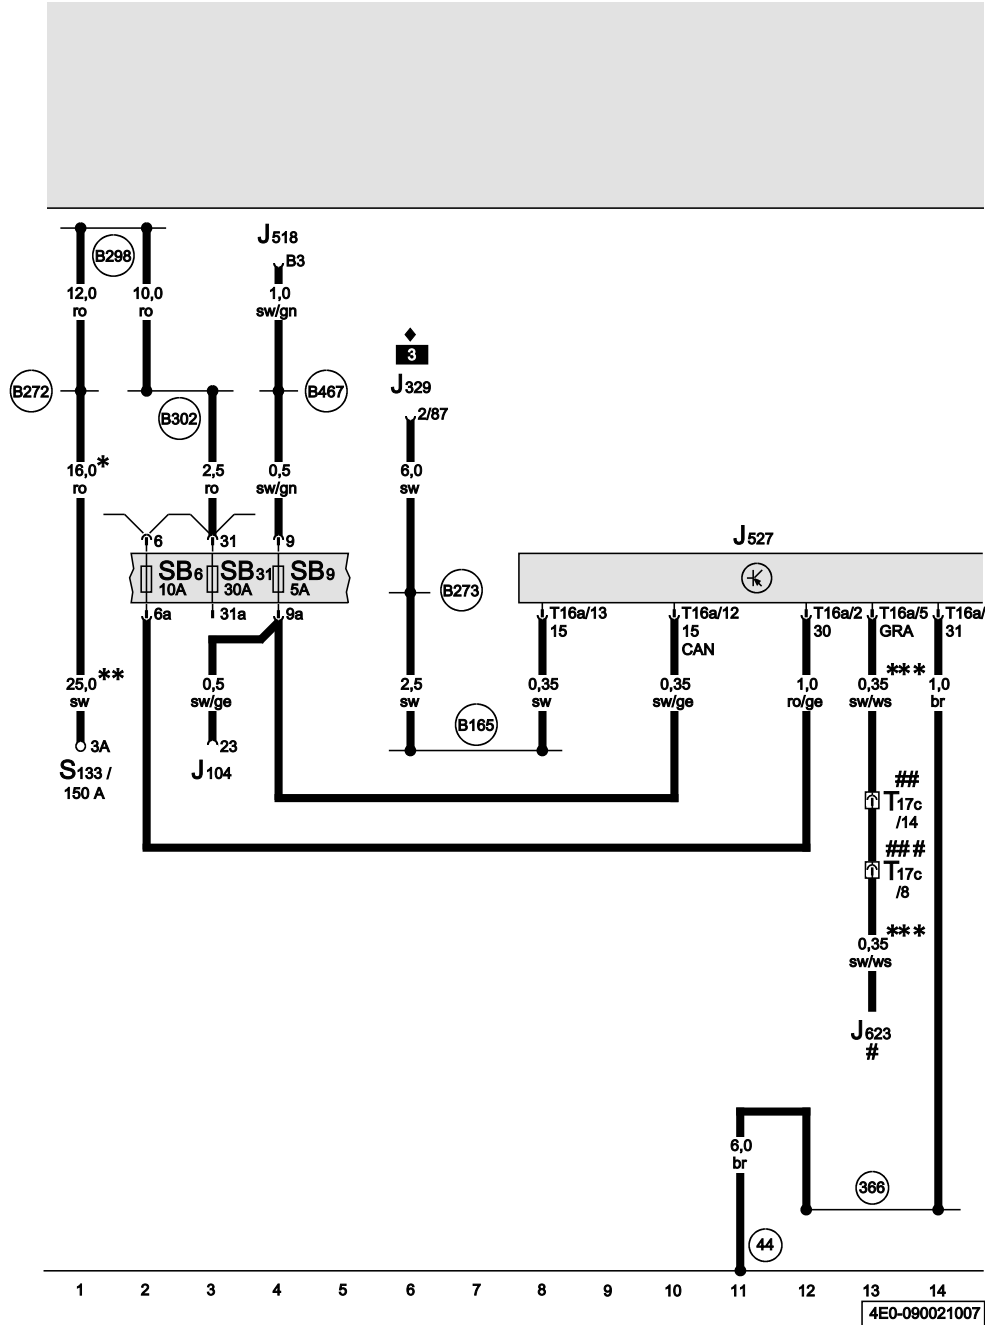 J518
B3
B298
12,0
ro
10,0
ro
1,0
sw/gn
3
J329
2/87
B272
B302
B467
16,0*
ro
2,5
ro
0,5
sw/gn
6,0
sw
J527
6
31
9
SB6
10A
SB31
30A
SB9
5A
B273
6a
31a
9a
T16a/13
15
T16a/12
15
CAN
T16a/2
30
T16a/5
GRA
T16a/
31
25,0**
sw
0,5
sw/ge
2,5
sw
B165
0,35
sw
0,35
sw/ge
1,0
ro/ge
0,35***
sw/ws
1,0
br
3A
S133 /
150 A
23
J104
##
T17c
/14
###
T17c
/8
0,35***
sw/ws
J623
#
6,0
br
366
44
1 2 3 4 5 6 7 8 9 10 11 12 13 14
4E0-090021007